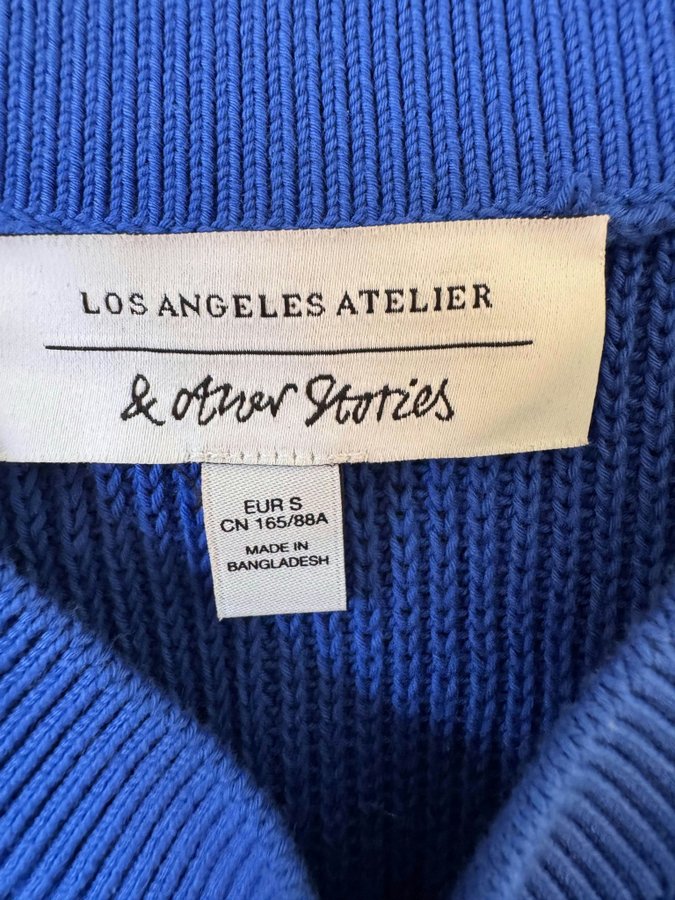 LOS ANGELES ATELIER
& other Stories
EUR S
CN 165/88A
MADE IN
BANGLADESH